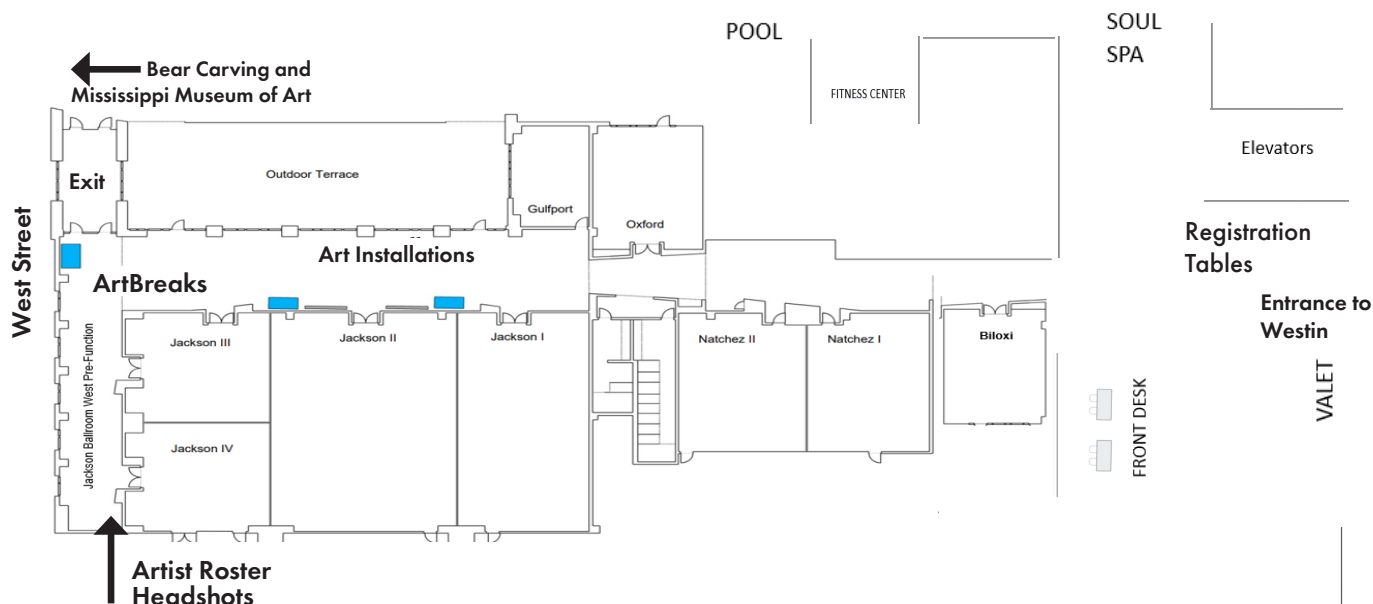 SOUL
SPA
POOL
Bear Carving and
Mississippi Museum of Art
FITNESS CENTER
Elevators
Exit
Outdoor Terrace
Gulfport
Oxford
West Street
Art Installations
ArtBreaks
Registration
Tables
Entrance to
Westin
Jackson Ballroom West Pre-Function
Jackson III
Jackson II
Jackson I
Natchez II
Natchez I
Biloxi
Jackson IV
FRONT DESK
VALET
Artist Roster
Headshots